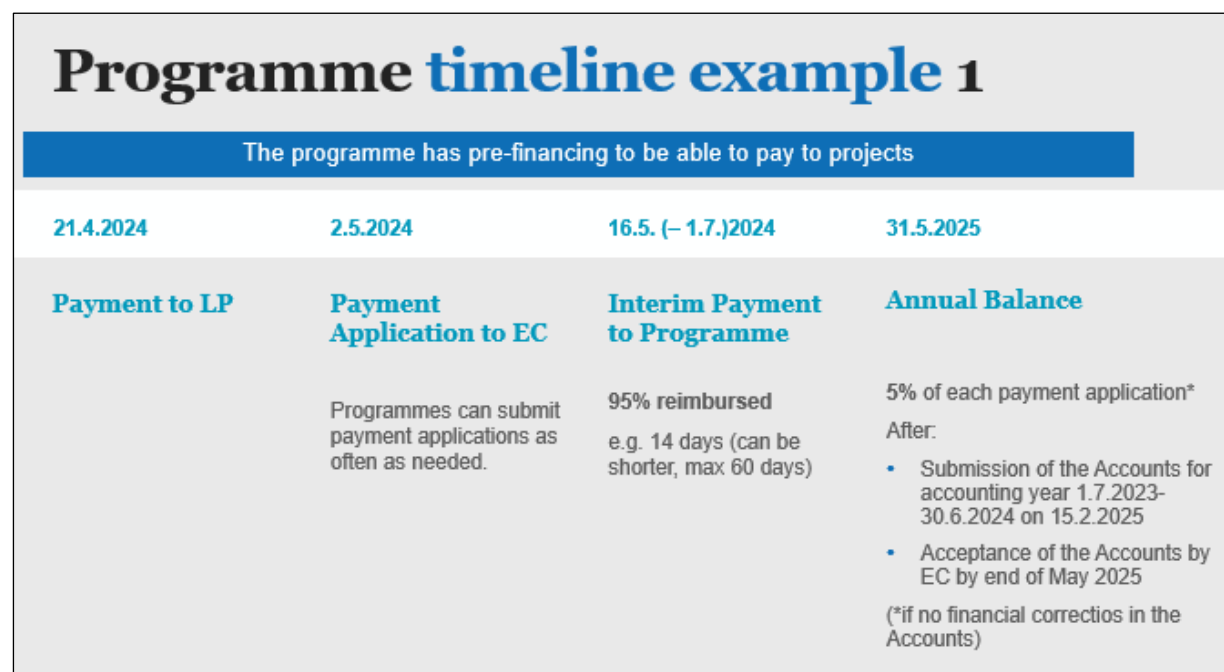 Programme timeline example 1
The programme has pre-financing to be able to pay to projects
21.4.2024
2.5.2024
16.5. (– 1.7.)2024
31.5.2025
Payment to LP
Payment
Application to EC
Programmes can submit
payment applications as
often as needed.
Interim Payment
to Programme
95% reimbursed
e.g. 14 days (can be
shorter, max 60 days)
Annual Balance
5% of each payment application*
After:
• Submission of the Accounts for
accounting year 1.7.2023-
30.6.2024 on 15.2.2025
• Acceptance of the Accounts by
EC by end of May 2025
(*if no financial correctios in the
Accounts)